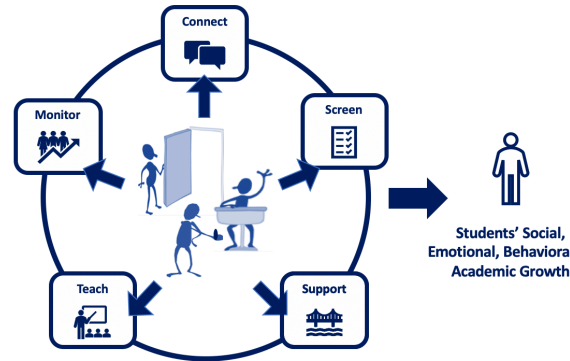 Connect
Screen
Monitor
Teach
Support
Students' Social,
Emotional, Behaviora
Academic Growth